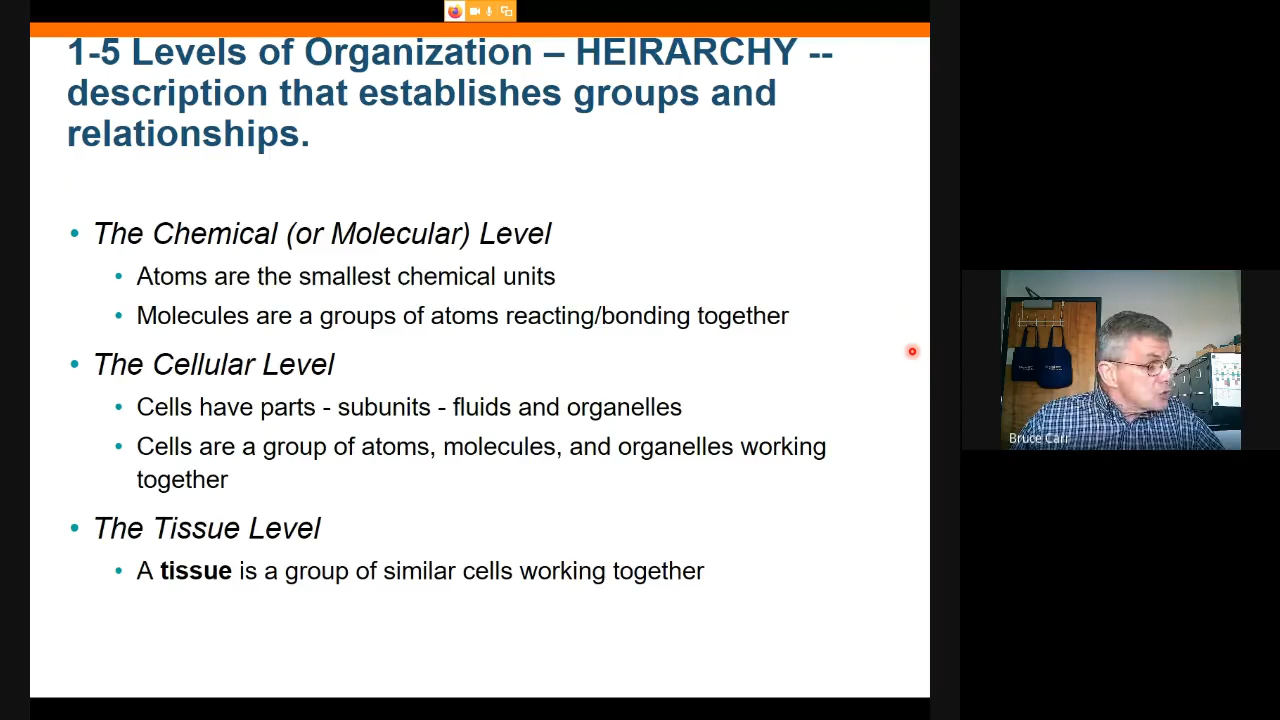 1-5 Levels of Organization – HEIRARCHY --
description that establishes groups and
relationships.
• The Chemical (or Molecular) Level
• Atoms are the smallest chemical units
• Molecules are a groups of atoms reacting/bonding together
• The Cellular Level
• Cells have parts - subunits - fluids and organelles
• Cells are a group of atoms, molecules, and organelles working
together
• The Tissue Level
• A tissue is a group of similar cells working together
Bruce Carr